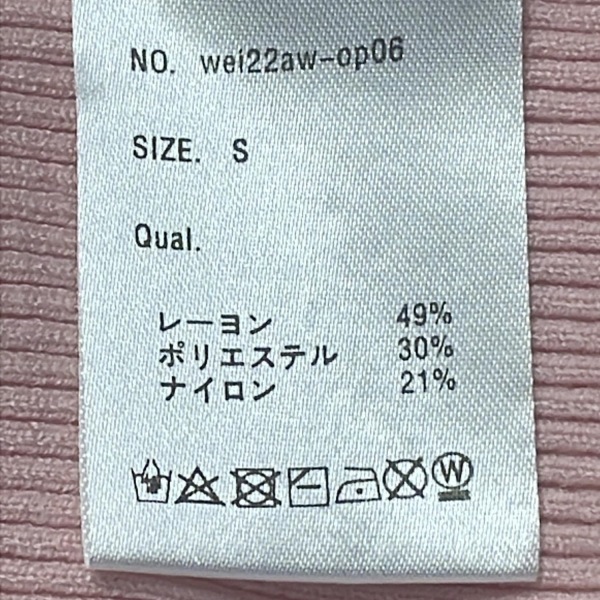 NO. wei22aw-op06
SIZE. S
Qual.
レーヨン 49%
ポリエステル 30%
ナイロン 21%
W